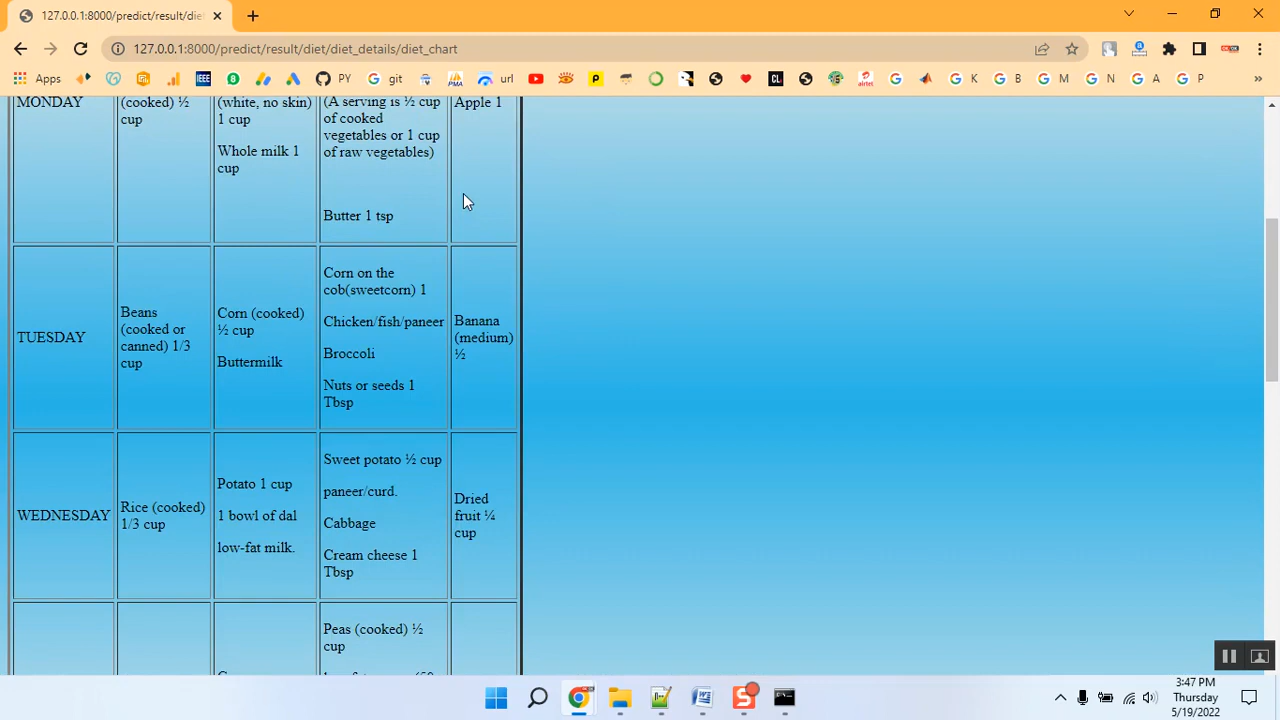 127.0.0.1:8000/predict/result/die
127.0.0.1:8000/predict/result/diet/diet_details/diet_chart
Apps
IEEE
PY
git
PMA
url
CL
airtel
K
B
M
N
A
P
»
MONDAY
(cooked) ½
cup
(white, no skin)
1 cup
Whole milk 1
cup
(A serving is ½ cup
of cooked
vegetables or 1 cup
of raw vegetables)
Butter 1 tsp
Apple 1
TUESDAY
Beans
(cooked or
canned) 1/3
cup
Corn (cooked)
½ cup
Buttermilk
Corn on the
cob(sweetcorn) 1
Chicken/fish/paneer
Broccoli
Nuts or seeds 1
Tbsp
Banana
(medium)
½
WEDNESDAY
Rice (cooked)
1/3 cup
Potato 1 cup
1 bowl of dal
low-fat milk.
Sweet potato ½ cup
paneer/curd.
Cabbage
Cream cheese 1
Tbsp
Dried
fruit ¼
cup
Peas (cooked) ½
cup
3:47 PM
Thursday
5/19/2022